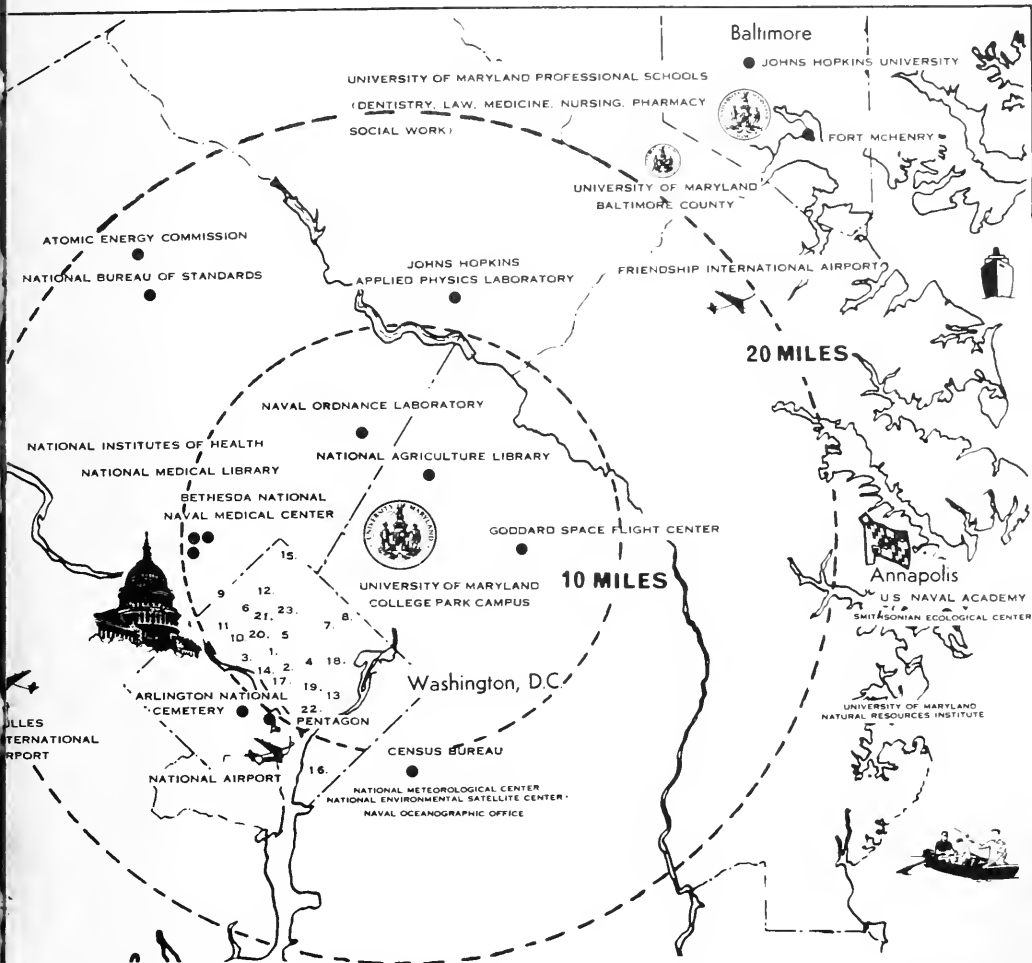 Baltimore
JOHNS HOPKINS UNIVERSITY
UNIVERSITY OF MARYLAND PROFESSIONAL SCHOOLS
(DENTISTRY, LAW, MEDICINE, NURSING, PHARMACY
SOCIAL WORK)
FORT MCHENRY
UNIVERSITY OF MARYLAND
BALTIMORE COUNTY
ATOMIC ENERGY COMMISSION
NATIONAL BUREAU OF STANDARDS
JOHNS HOPKINS
APPLIED PHYSICS LABORATORY
FRIENDSHIP INTERNATIONAL AIRPORT
20 MILES
NAVAL ORDNANCE LABORATORY
NATIONAL INSTITUTES OF HEALTH
NATIONAL AGRICULTURE LIBRARY
NATIONAL MEDICAL LIBRARY
BETHESDA NATIONAL
NAVAL MEDICAL CENTER
UNIVERSITY OF MARYLAND
GODDARD SPACE FLIGHT CENTER
10 MILES
UNIVERSITY OF MARYLAND
COLLEGE PARK CAMPUS
Annapolis
U.S. NAVAL ACADEMY
SMITHSONIAN ECOLOGICAL CENTER
15.
9
12.
6
21.
23.
8.
11
7.
10
20.
5
1.
3.
2.
4
18.
14.
17.
19.
13
22.
Washington, D.C.
ARLINGTON NATIONAL
CEMETERY
PENTAGON
ULLES
TERNATIONAL
RPORT
NATIONAL AIRPORT
16.
CENSUS BUREAU
NATIONAL METEOROLOGICAL CENTER
NATIONAL ENVIRONMENTAL SATELLITE CENTER
NAVAL OCEANOGRAPHIC OFFICE
UNIVERSITY OF MARYLAND
NATURAL RESOURCES INSTITUTE